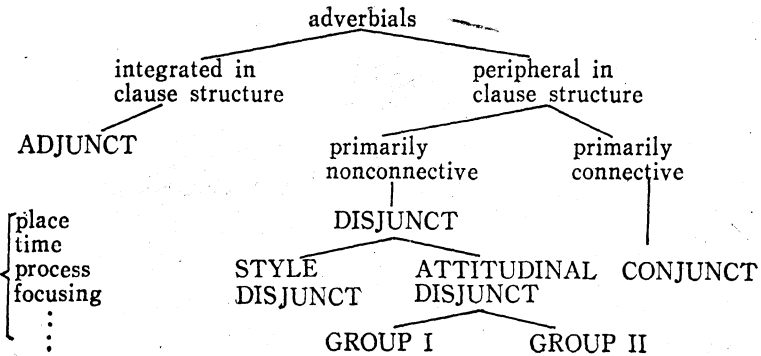 adverbials
integrated in
clause structure
peripheral in
clause structure
ADJUNCT
primarily
nonconnective
primarily
connective
place
time
process
focusing
DISJUNCT
STYLE
DISJUNCT
ATTITUDINAL
DISJUNCT
CONJUNCT
GROUP I
GROUP II